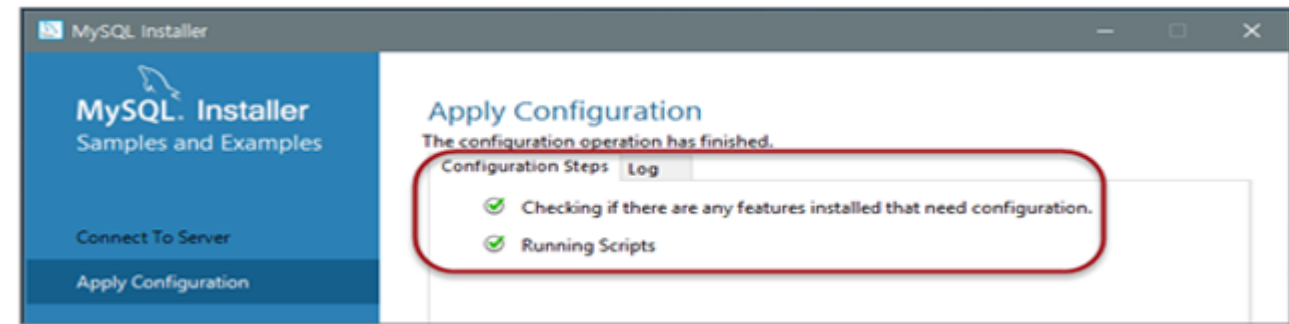 MySQL Installer
MySQL. Installer
Samples and Examples
Connect To Server
Apply Configuration
Apply Configuration
The configuration operation has finished.
Configuration Steps Log
Checking if there are any features installed that need configuration.
Running Scripts